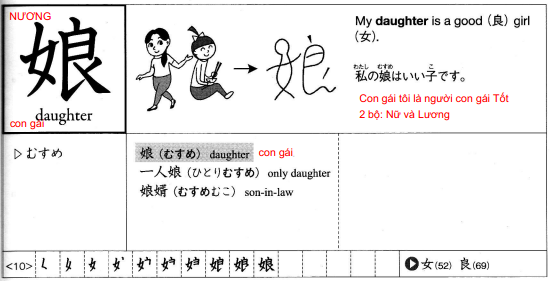 NƯƠNG
娘
daughter
con gái
My daughter is a good (良) girl
(女).
わたし むすめ こ
私の娘はいい子です。
Con gái tôi là người con gái Tốt
2 bộ: Nữ và Lương
▷むすめ
娘(むすめ) daughter con gái
一人娘(ひとりむすめ) only daughter
娘婿(むすめむこ) son-in-law
<10> 女 娘 娘 娘
▶女(52) 良(69)